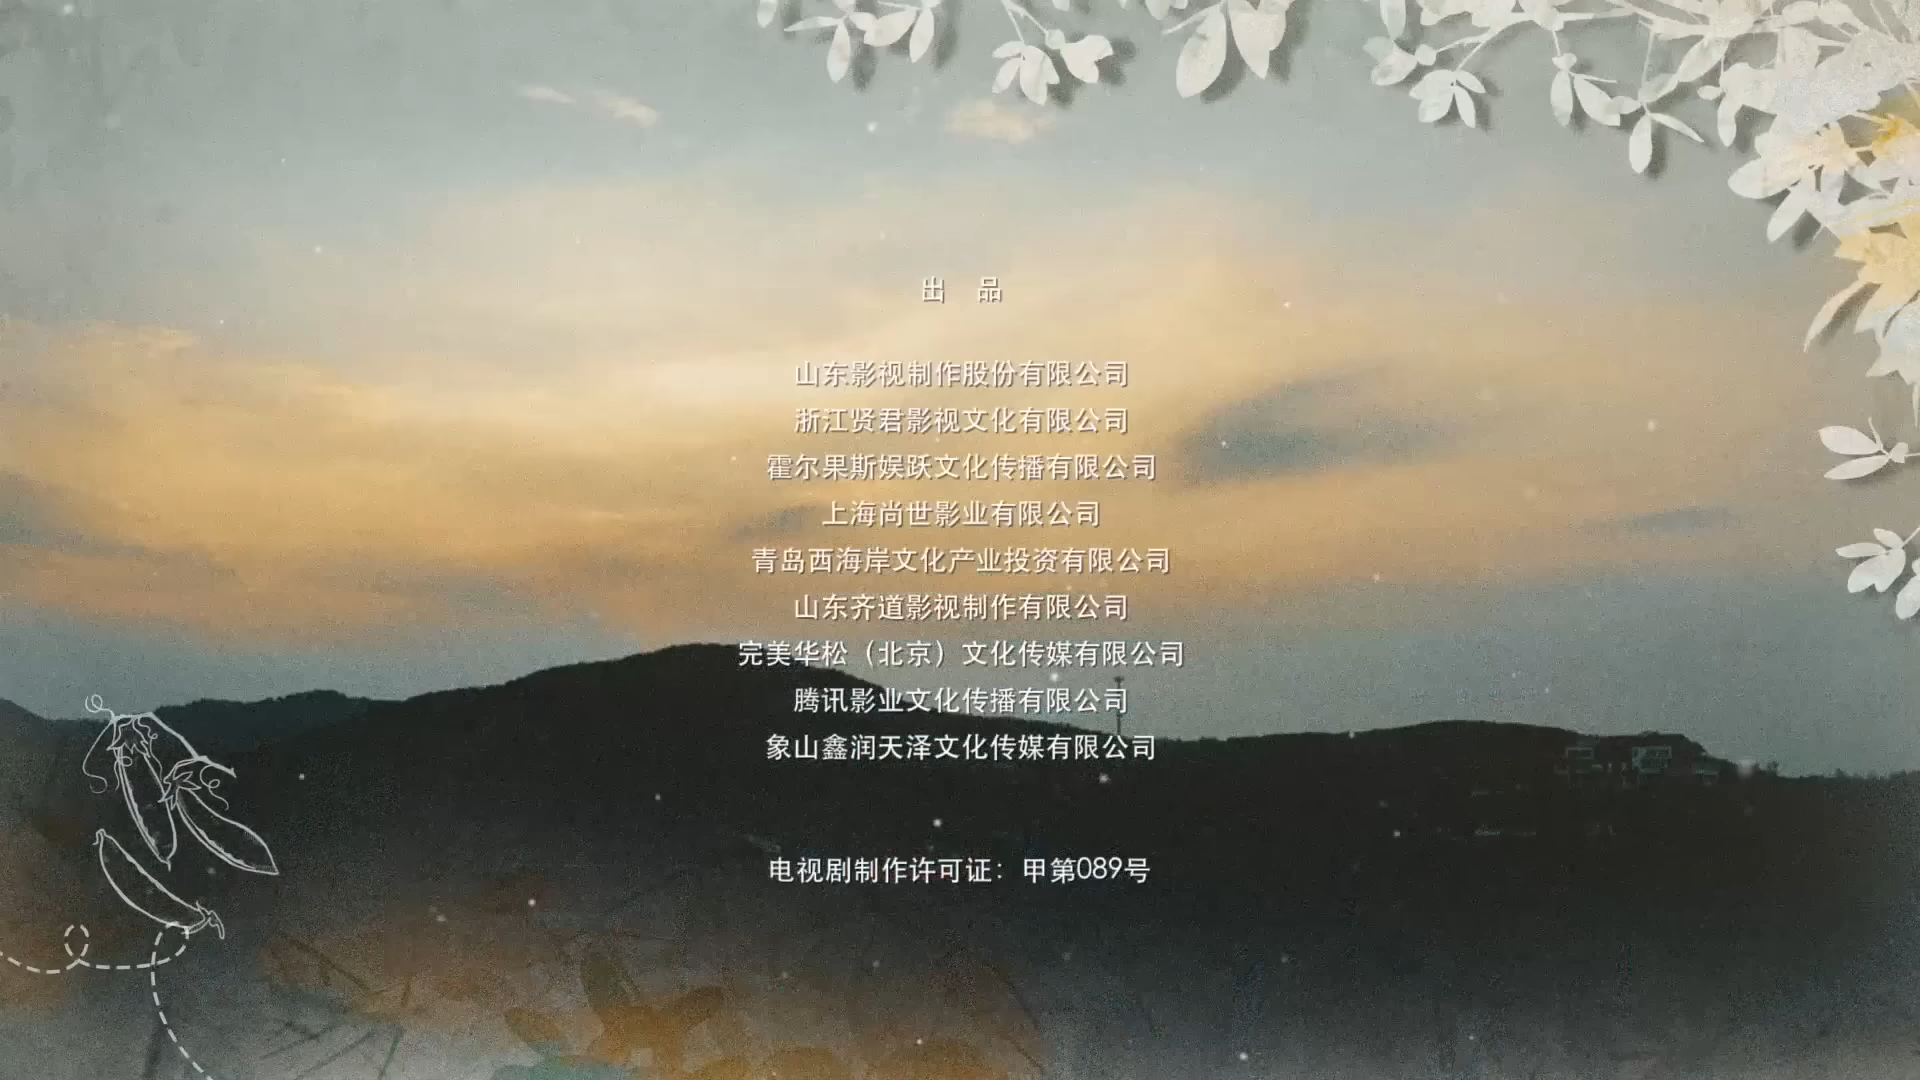 出 品
山东影视制作股份有限公司
浙江贤君影视文化有限公司
霍尔果斯娱跃文化传播有限公司
上海尚世影业有限公司
青岛西海岸文化产业投资有限公司
山东齐道影视制作有限公司
完美华松（北京）文化传媒有限公司
腾讯影业文化传播有限公司
象山鑫润天泽文化传媒有限公司
电视剧制作许可证：甲第089号